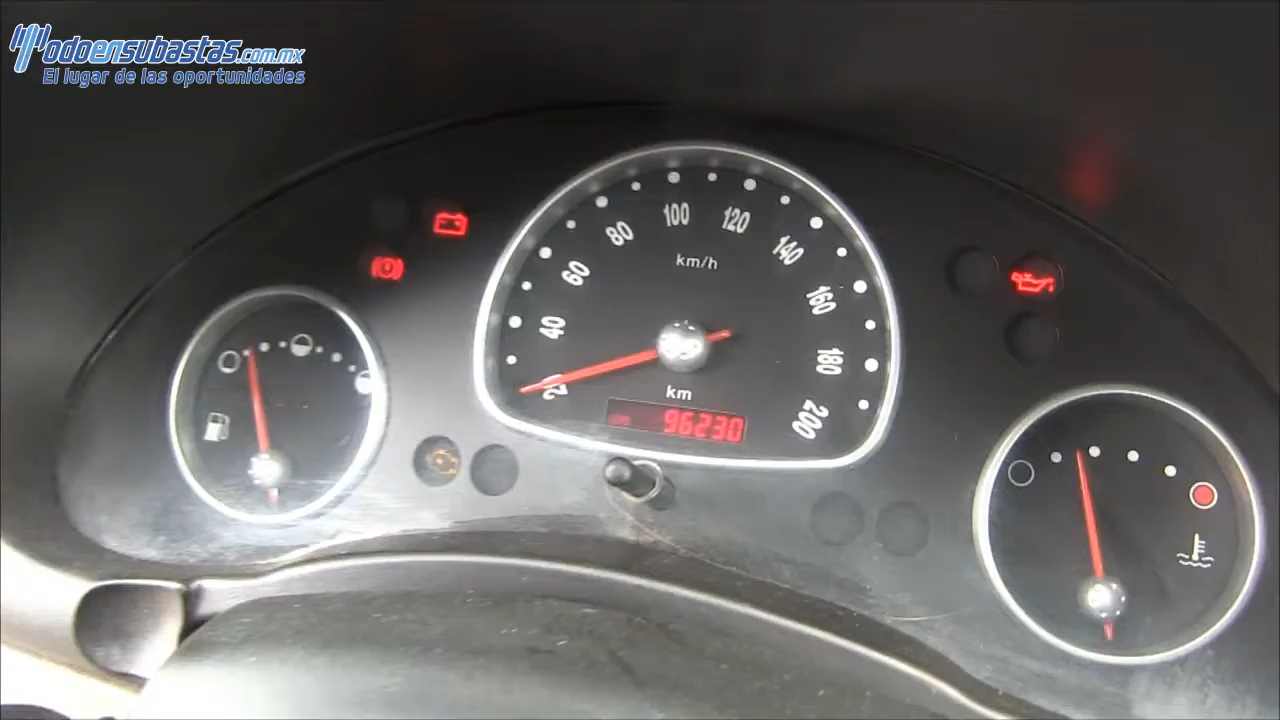 Todoensubastas.com.mx
El lugar de las oportunidades
20
40
60
80
100
120
140
160
180
200
km/h
km
96230